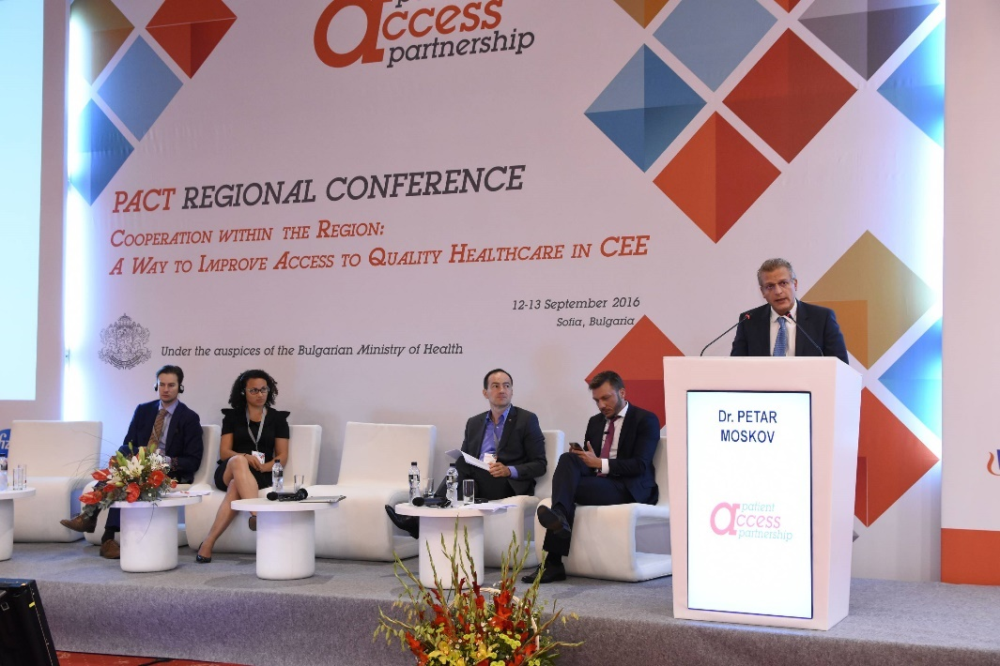 patient
access
partnership
PACT REGIONAL CONFERENCE
COOPERATION WITHIN THE REGION:
A WAY TO IMPROVE ACCESS TO QUALITY HEALTHCARE IN CEE
12-13 September 2016
Sofia, Bulgaria
Under the auspices of the Bulgarian Ministry of Health
Dr. PETAR
MOSKOV
patient
access
partnership